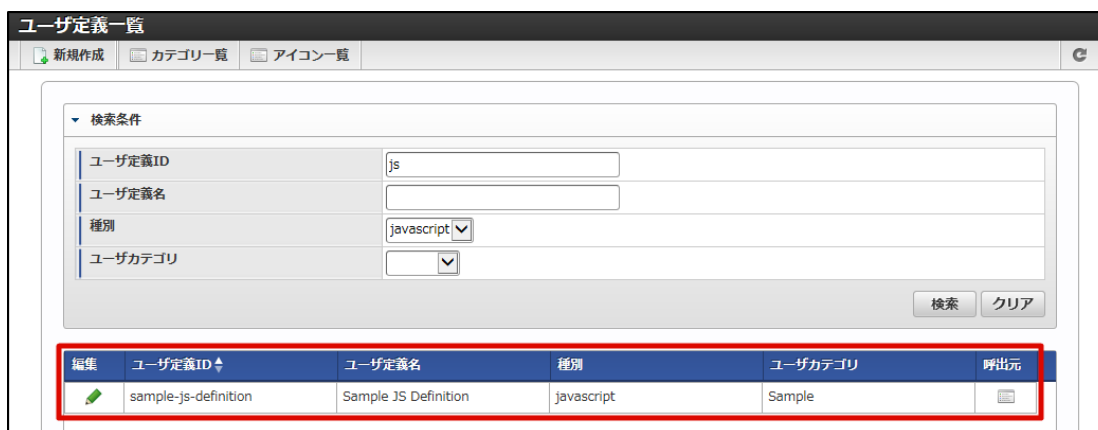 ユーザ定義一覧
新規作成 カテゴリ一覧 アイコン一覧
検索条件
ユーザ定義ID js
ユーザ定義名
種別 javascript
ユーザカテゴリ
検索 クリア
編集 ユーザ定義ID ユーザ定義名 種別 ユーザカテゴリ 呼出元
sample-js-definition Sample JS Definition javascript Sample